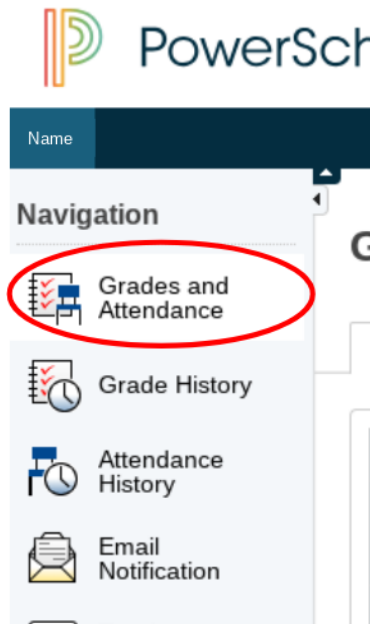 PowerSch
Name
Navigation
G
Grades and
Attendance
Grade History
Attendance
History
Email
Notification